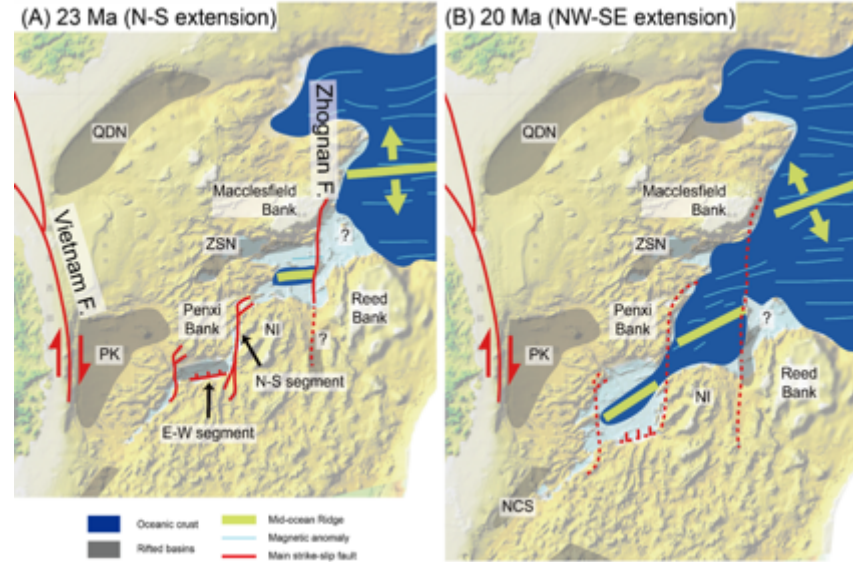 (A) 23 Ma (N-S extension)
QDN
Zhognan F.
Macclesfield
Bank
Vietnam F.
ZSN
?
Penxi
Bank
NI
Reed
Bank
PK
?
N-S segment
E-W segment
(B) 20 Ma (NW-SE extension)
QDN
Macclesfield
Bank
ZSN
Penxi
Bank
?
PK
Reed
Bank
NI
NCS
Oceanic crust
Rifted basins
Mid-ocean Ridge
Magnetic anomaly
Main strike-slip fault